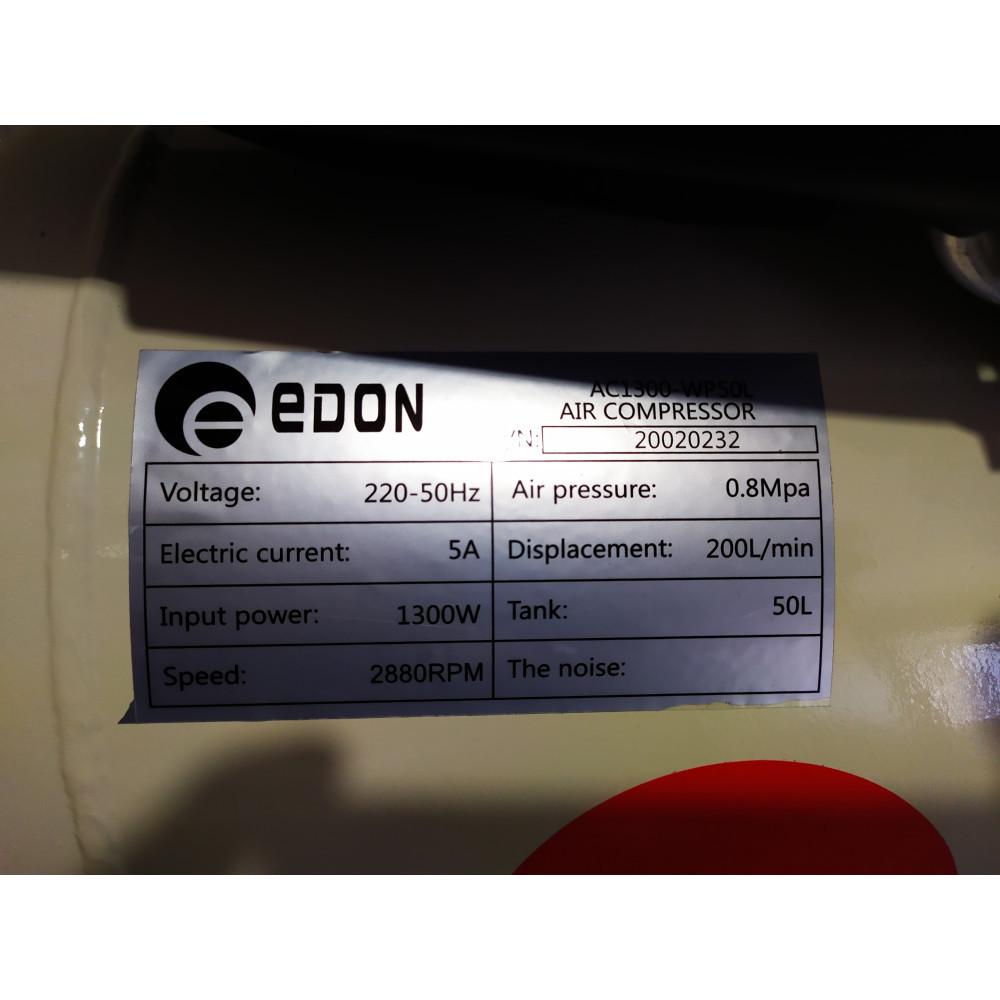 eDON
AC1300-WP50L
AIR COMPRESSOR
/N: 20020232
Voltage: 220-50Hz Air pressure: 0.8Mpa
Electric current: 5A Displacement: 200L/min
Input power: 1300W Tank: 50L
Speed: 2880RPM The noise: